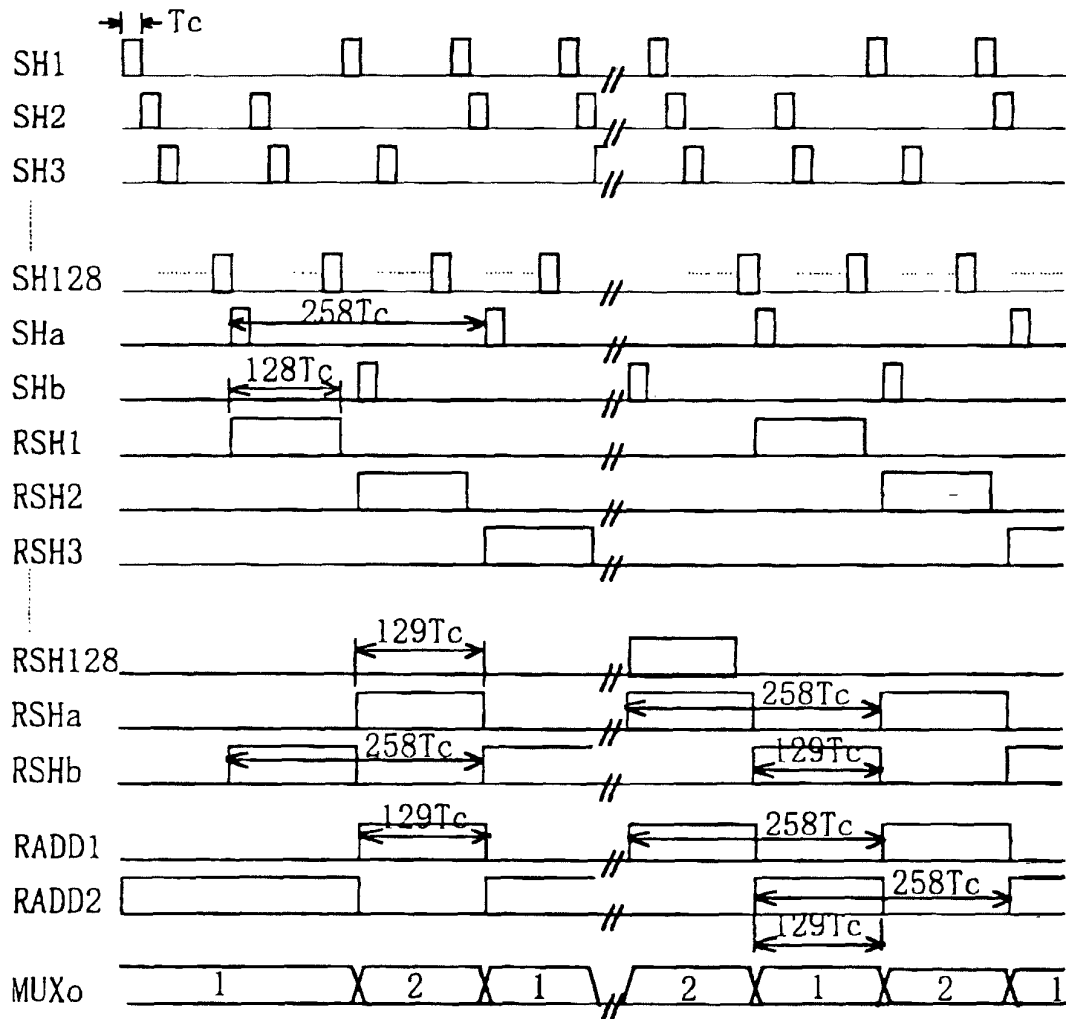 Tc
SH1
SH2
SH3
SH128
SHa 258Tc
SHb 128Tc
RSH1
RSH2
RSH3
RSH128 129Tc
RSHa 258Tc
RSHb 258Tc 129Tc
RADD1 129Tc 258Tc
RADD2 258Tc
129Tc
MUXo 1 2 1 2 1 2 1